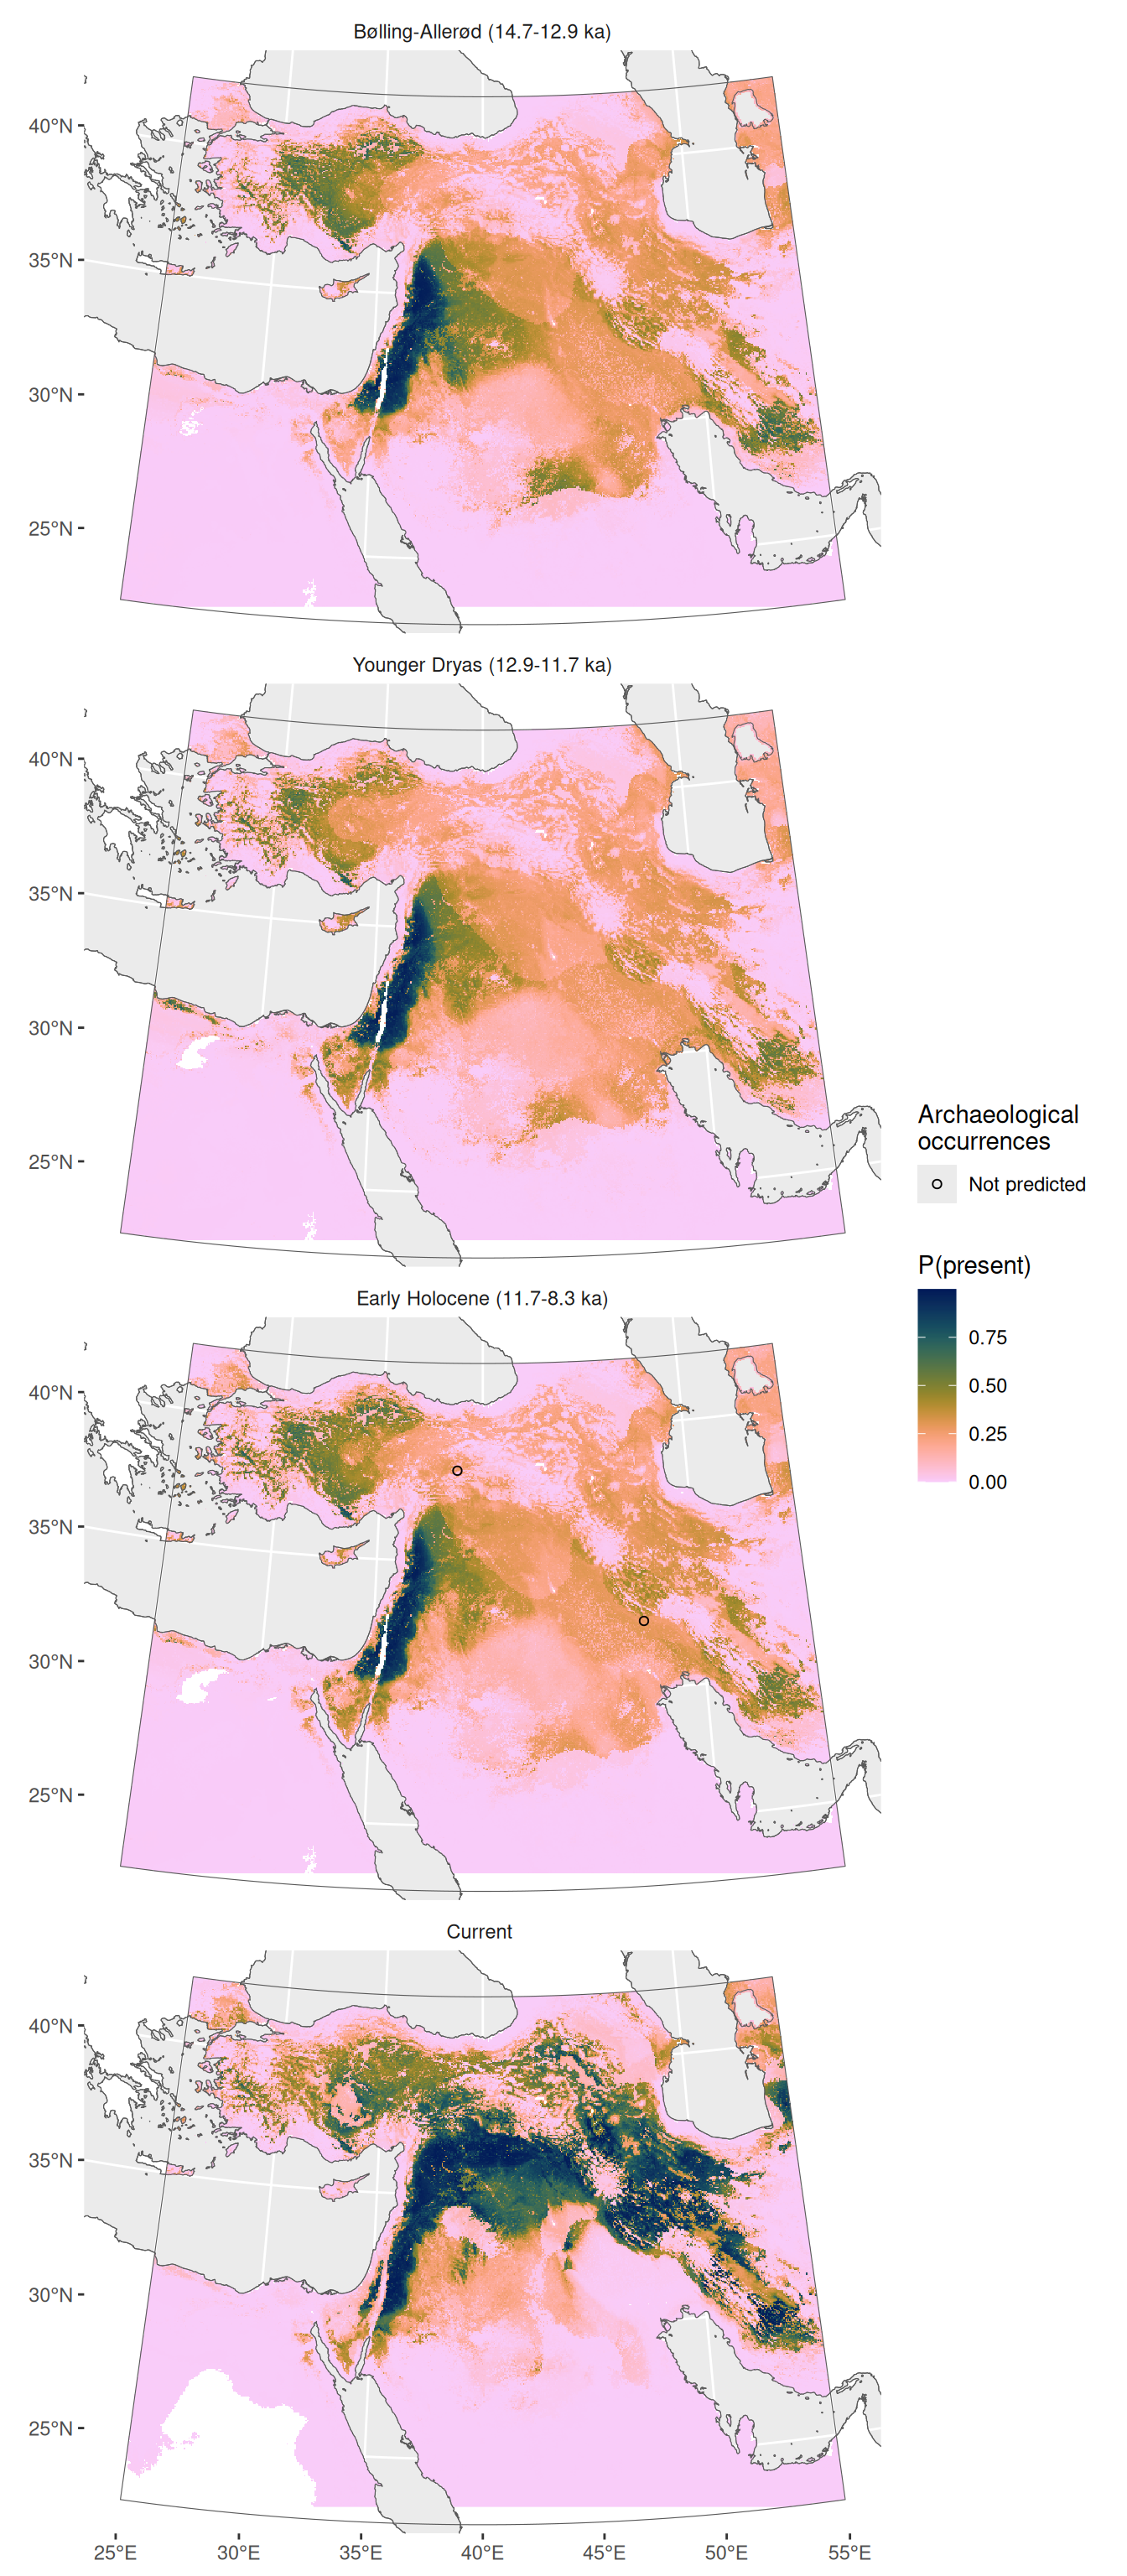 Bølling-Allerød (14.7-12.9 ka)
40°N
35°N
30°N
25°N
Younger Dryas (12.9-11.7 ka)
40°N
35°N
30°N
25°N
Archaeological
occurrences
Not predicted
P(present)
0.75
0.50
0.25
0.00
Early Holocene (11.7-8.3 ka)
40°N
35°N
30°N
25°N
Current
40°N
35°N
30°N
25°N
25°E 30°E 35°E 40°E 45°E 50°E 55°E